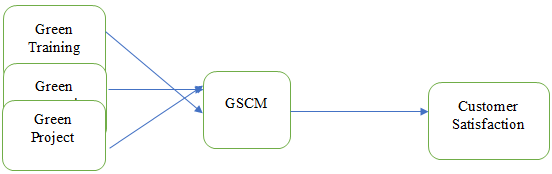 Green
Training
Green
Green
Project
GSCM
Customer
Satisfaction